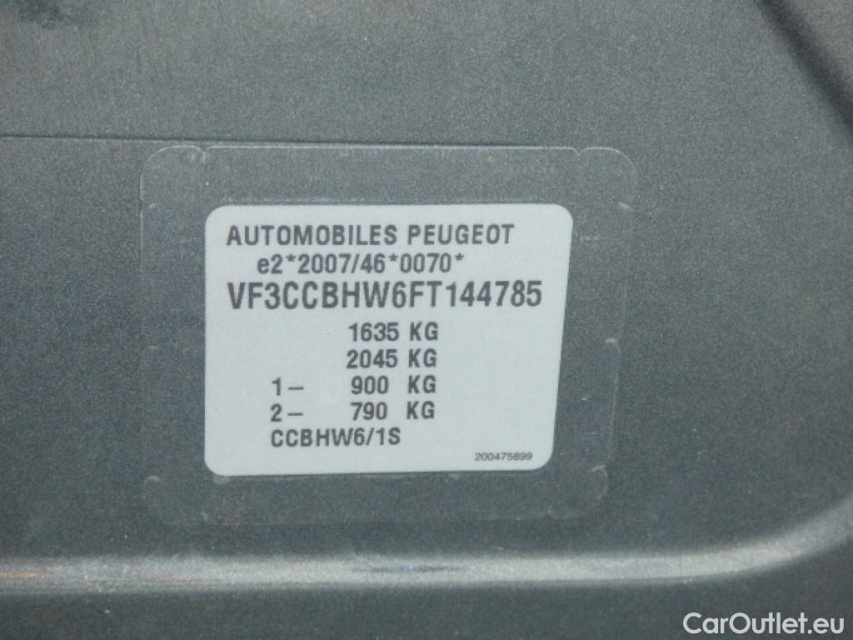 AUTOMOBILES PEUGEOT
e2*2007/46*0070*
VF3CCBHW6FT144785
1635 KG
2045 KG
1- 900 KG
2- 790 KG
CCBHW6/1S
200475899
CarOutlet.eu